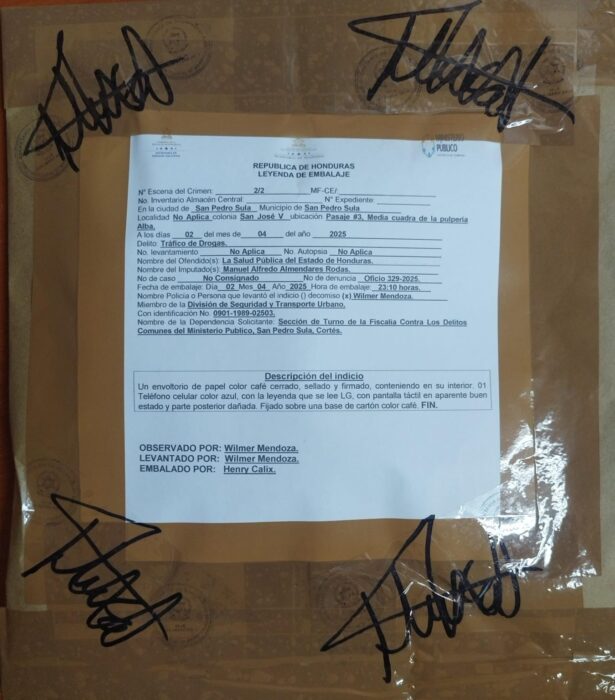 MINISTERIO
PÚBLICO
REPUBLICA DE HONDURAS
LEYENDA DE EMBALAJE
N° Escena del Crimen: 2/2 MF-CE/
No. Inventario Almacén Central: N° Expediente:
En la ciudad de San Pedro Sula Municipio de San Pedro Sula
Localidad No Aplica colonia San José V ubicación Pasaje #3, Media cuadra de la pulpería
Alba.
A los días 02 del mes de 04 del año 2025
Delito: Tráfico de Drogas.
No. levantamiento No Aplica No. Autopsia No Aplica
Nombre del Ofendido(s): La Salud Pública del Estado de Honduras.
Nombre del Imputado(s): Manuel Alfredo Almendares Rodas.
No de caso No Consignado No de denuncia Oficio 329-2025.
Fecha de embalaje: Día 02 Mes 04 Año 2025 Hora de embalaje: 23:10 horas.
Nombre Policía o Persona que levantó el indicio () decomiso (x) Wilmer Mendoza.
Miembro de la División de Seguridad y Transporte Urbano.
Con identificación No. 0901-1989-02503.
Nombre de la Dependencia Solicitante: Sección de Turno de la Fiscalía Contra Los Delitos
Comunes del Ministerio Publico, San Pedro Sula, Cortés.
Descripción del indicio
Un envoltorio de papel color café cerrado, sellado y firmado, conteniendo en su interior. 01
Teléfono celular color azul, con la leyenda que se lee LG, con pantalla táctil en aparente buen
estado y parte posterior dañada. Fijado sobre una base de cartón color café. FIN.
OBSERVADO POR: Wilmer Mendoza.
LEVANTADO POR: Wilmer Mendoza.
EMBALADO POR: Henry Calix.